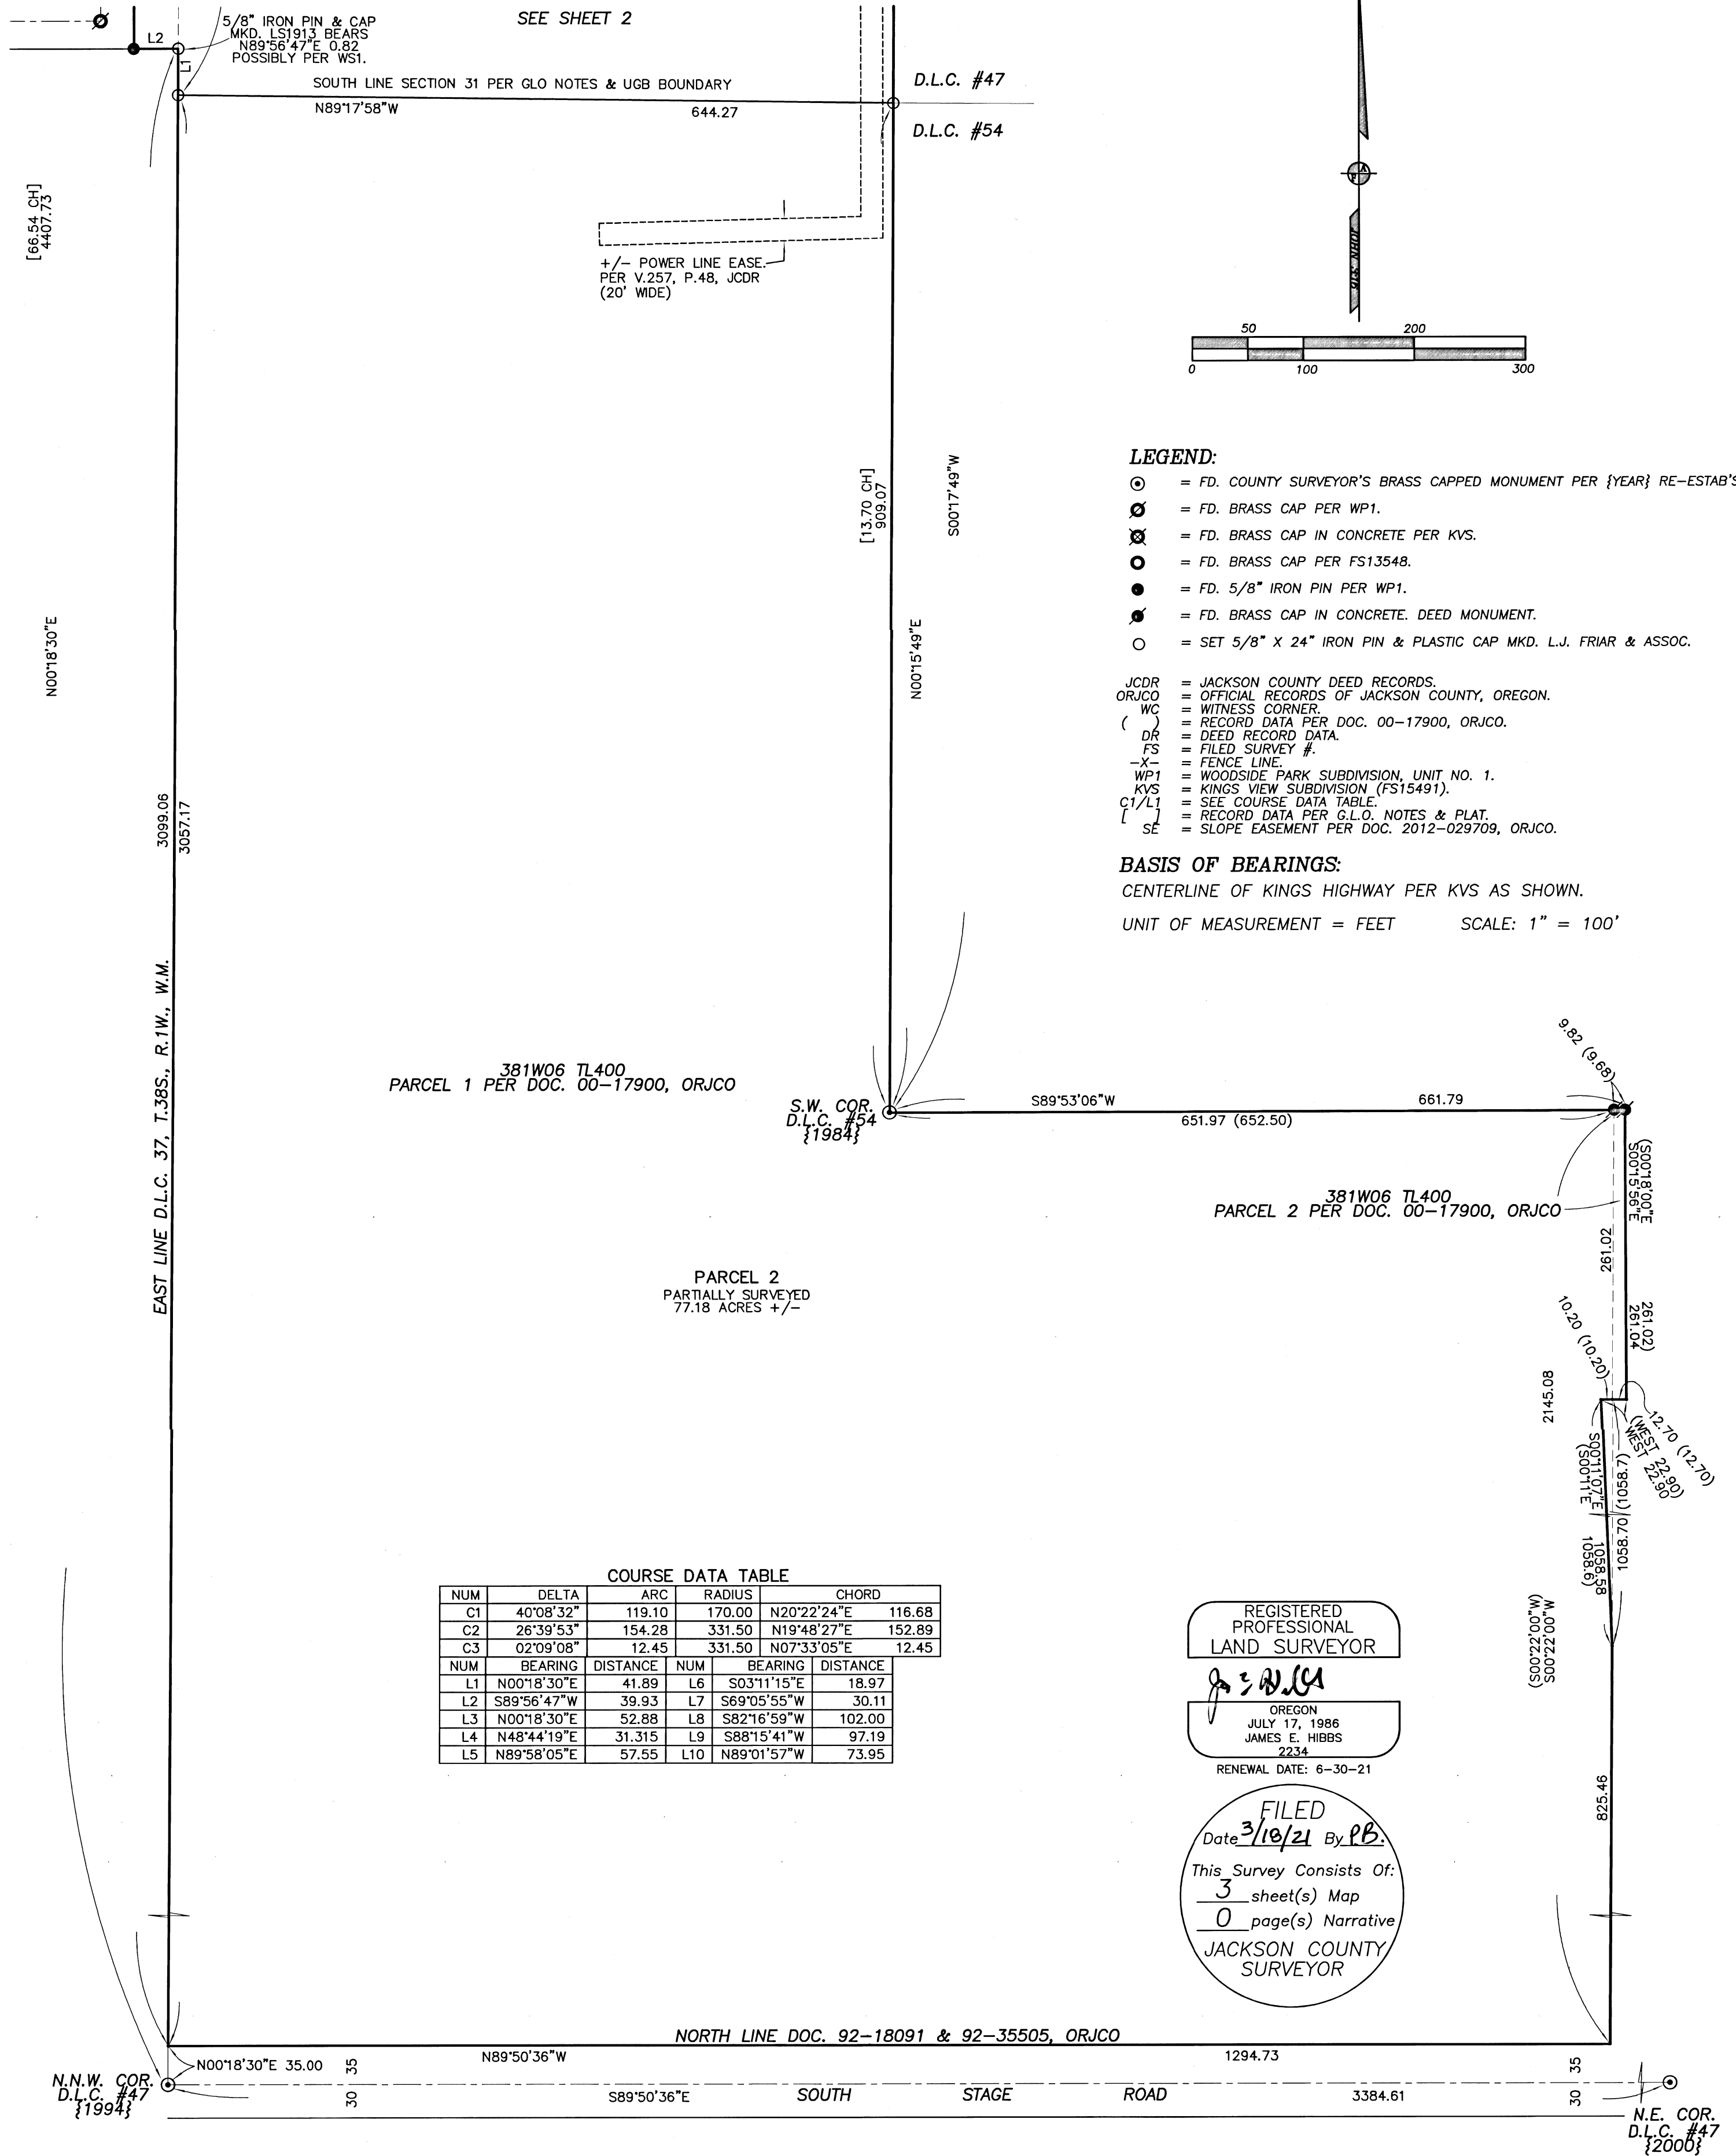 SEE SHEET 2
5/8" IRON PIN & CAP
MKD. LS1913 BEARS
N89°56'47"E 0.82
POSSIBLY PER WS1.
L2
L1
SOUTH LINE SECTION 31 PER GLO NOTES & UGB BOUNDARY
N89°17'58"W
644.27
D.L.C. #47
D.L.C. #54
[66.54 CH]
4407.73
+/- POWER LINE EASE.
PER V.257, P.48, JCDR
(20' WIDE)
A
F
JOHN 3:16
50
200
0
100
300
[13.70 CH]
909.07
S00°17'49"W
N00°18'30"E
N00°15'49"E
LEGEND:
= FD. COUNTY SURVEYOR'S BRASS CAPPED MONUMENT PER {YEAR} RE-ESTAB'S
= FD. BRASS CAP PER WP1.
= FD. BRASS CAP IN CONCRETE PER KVS.
= FD. BRASS CAP PER FS13548.
= FD. 5/8" IRON PIN PER WP1.
= FD. BRASS CAP IN CONCRETE. DEED MONUMENT.
= SET 5/8" X 24" IRON PIN & PLASTIC CAP MKD. L.J. FRIAR & ASSOC.
JCDR = JACKSON COUNTY DEED RECORDS.
ORJCO = OFFICIAL RECORDS OF JACKSON COUNTY, OREGON.
WC = WITNESS CORNER.
( ) = RECORD DATA PER DOC. 00-17900, ORJCO.
DR = DEED RECORD DATA.
FS = FILED SURVEY #.
-X- = FENCE LINE.
WP1 = WOODSIDE PARK SUBDIVISION, UNIT NO. 1.
KVS = KINGS VIEW SUBDIVISION (FS15491).
C1/L1 = SEE COURSE DATA TABLE.
[ ] = RECORD DATA PER G.L.O. NOTES & PLAT.
SE = SLOPE EASEMENT PER DOC. 2012-029709, ORJCO.
BASIS OF BEARINGS:
CENTERLINE OF KINGS HIGHWAY PER KVS AS SHOWN.
UNIT OF MEASUREMENT = FEET SCALE: 1" = 100'
3099.06
3057.17
EAST LINE D.L.C. 37, T.38S., R.1W., W.M.
381W06 TL400
PARCEL 1 PER DOC. 00-17900, ORJCO
S.W. COR.
D.L.C. #54
{1984}
S89°53'06"W
661.79
651.97 (652.50)
9.82 (9.68)
(S00°18'00"E
S00°15'56"E
261.02
261.02)
261.04
381W06 TL400
PARCEL 2 PER DOC. 00-17900, ORJCO
PARCEL 2
PARTIALLY SURVEYED
77.18 ACRES +/-
10.20 (10.20)
2145.08
12.70 (12.70)
(WEST 22.90)
WEST 22.90
S00°11'07"E
(S00°11'E
1058.58
1058.6)
1058.70 (1058.7)
(S00°22'00"W)
S00°22'00"W
825.46
COURSE DATA TABLE
NUM DELTA ARC RADIUS CHORD
C1 40°08'32" 119.10 170.00 N20°22'24"E 116.68
C2 26°39'53" 154.28 331.50 N19°48'27"E 152.89
C3 02°09'08" 12.45 331.50 N07°33'05"E 12.45
NUM BEARING DISTANCE NUM BEARING DISTANCE
L1 N00°18'30"E 41.89 L6 S03°11'15"E 18.97
L2 S89°56'47"W 39.93 L7 S69°05'55"W 30.11
L3 N00°18'30"E 52.88 L8 S82°16'59"W 102.00
L4 N48°44'19"E 31.315 L9 S88°15'41"W 97.19
L5 N89°58'05"E 57.55 L10 N89°01'57"W 73.95
REGISTERED
PROFESSIONAL
LAND SURVEYOR
OREGON
JULY 17, 1986
JAMES E. HIBBS
2234
RENEWAL DATE: 6-30-21
FILED
Date 3/18/21 By P.B.
This Survey Consists Of:
3 sheet(s) Map
0 page(s) Narrative
JACKSON COUNTY
SURVEYOR
NORTH LINE DOC. 92-18091 & 92-35505, ORJCO
N89°50'36"W
1294.73
N00°18'30"E 35.00
35
35
N.N.W. COR.
D.L.C. #47
{1994}
30
S89°50'36"E
SOUTH STAGE ROAD
3384.61
30
N.E. COR.
D.L.C. #47
{2000}